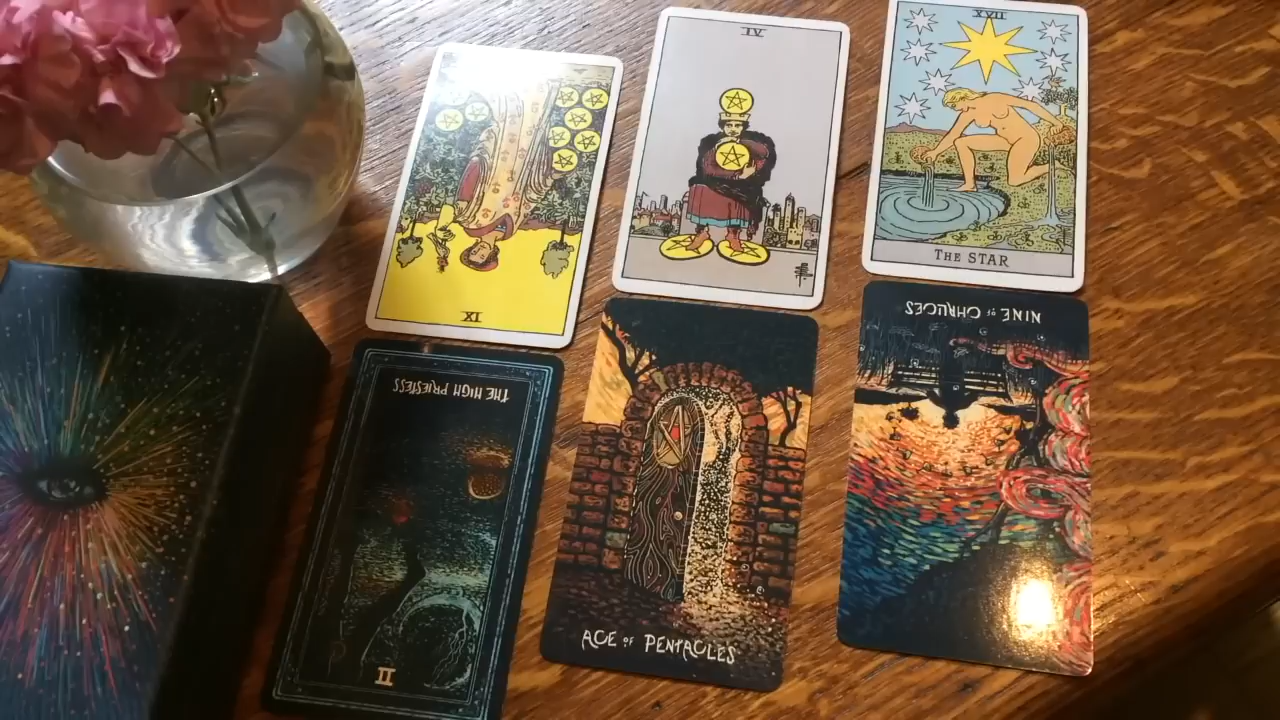 IX
IV
XVII
THE STAR
THE HIGH PRIESTESS
II
ACE OF PENTACLES
NINE OF CHALICES